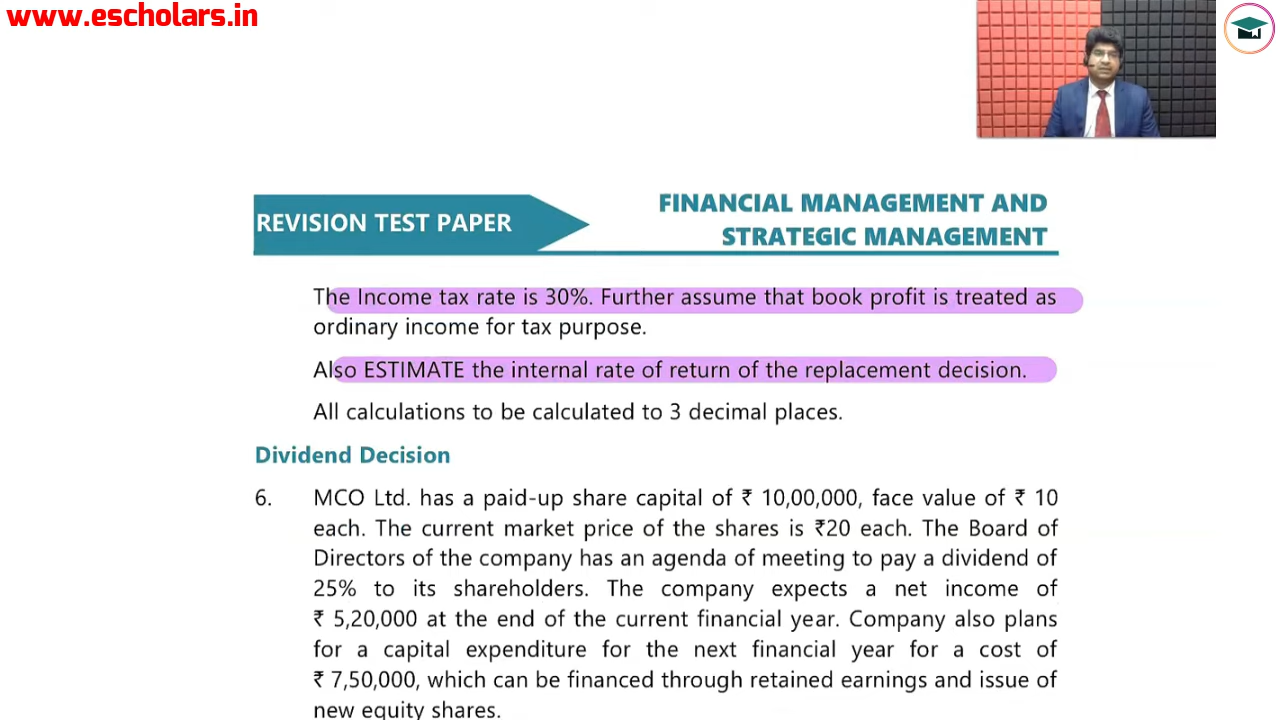 www.escholars.in
REVISION TEST PAPER
FINANCIAL MANAGEMENT AND
STRATEGIC MANAGEMENT
The Income tax rate is 30%. Further assume that book profit is treated as
ordinary income for tax purpose.
Also ESTIMATE the internal rate of return of the replacement decision.
All calculations to be calculated to 3 decimal places.
Dividend Decision
6. MCO Ltd. has a paid-up share capital of ₹ 10,00,000, face value of ₹ 10
each. The current market price of the shares is ₹20 each. The Board of
Directors of the company has an agenda of meeting to pay a dividend of
25% to its shareholders. The company expects a net income of
₹ 5,20,000 at the end of the current financial year. Company also plans
for a capital expenditure for the next financial year for a cost of
₹ 7,50,000, which can be financed through retained earnings and issue of
new equity shares.